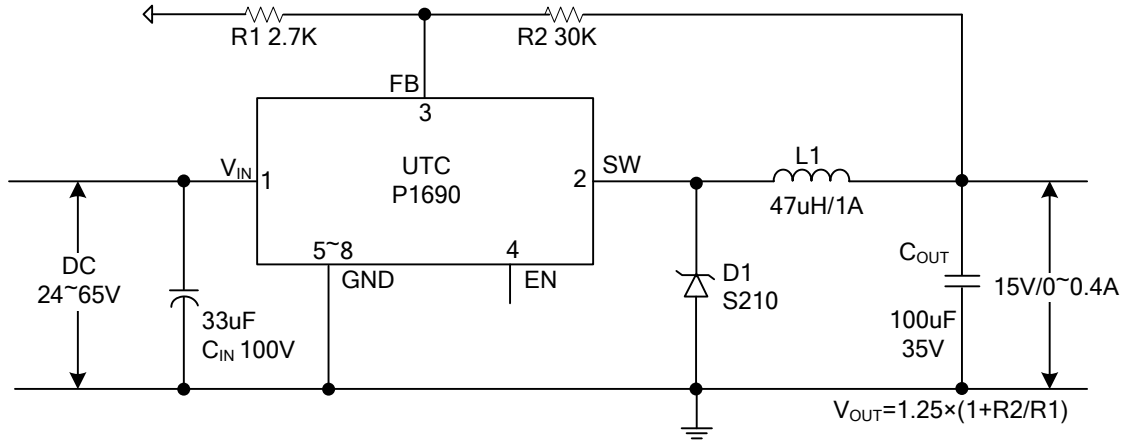 R1 2.7K
R2 30K
FB
3
VIN
1
UTC
P1690
2
SW
L1
47uH/1A
5~8
GND
4
EN
DC
24~65V
33uF
CIN 100V
D1
S210
COUT
100uF
35V
15V/0~0.4A
VOUT=1.25×(1+R2/R1)